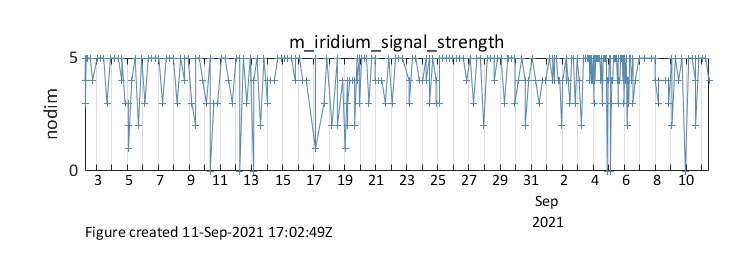 m_iridium_signal_strength
5
nodim
0
3 5 7 9 11 13 15 17 19 21 23 25 27 29 31 2 4 6 8 10
Sep
2021
Figure created 11-Sep-2021 17:02:49Z